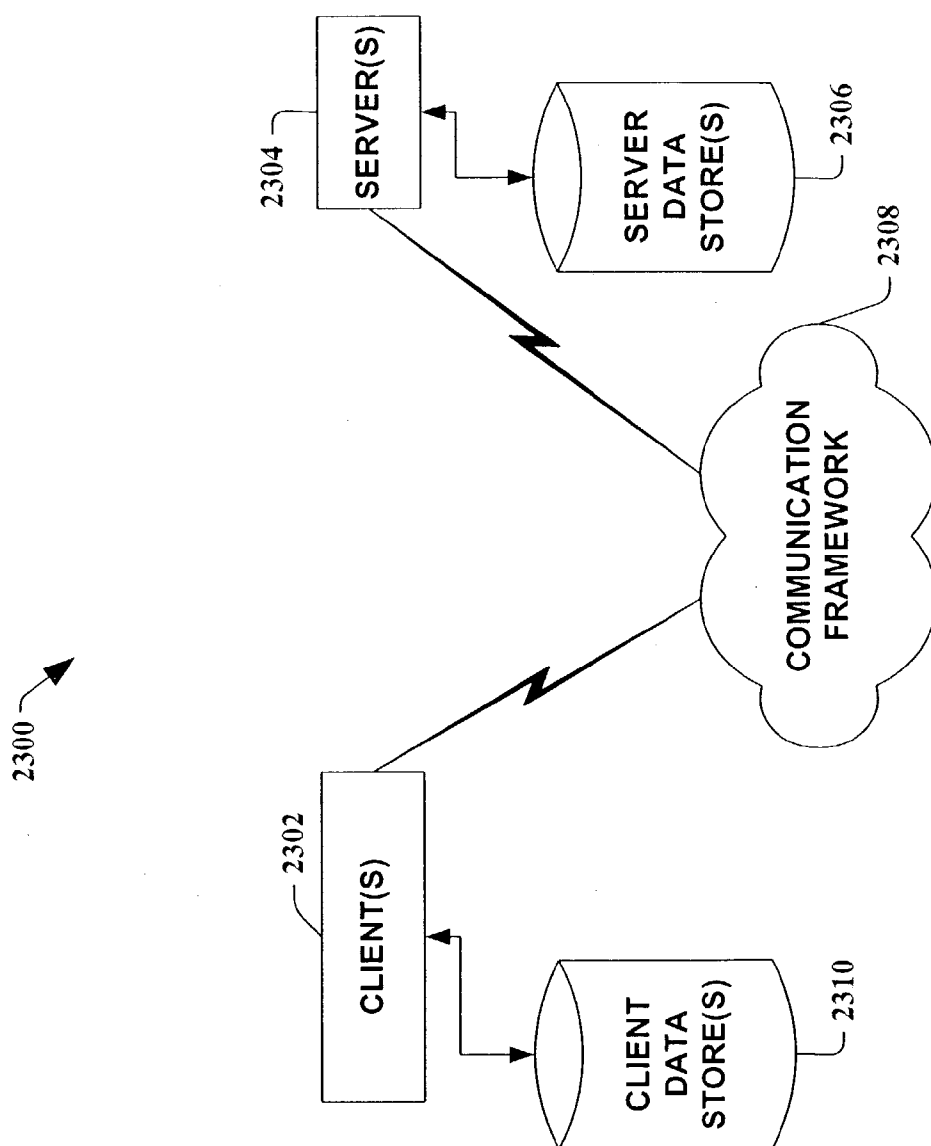 2300
2302
CLIENT(S)
2304
SERVER(S)
CLIENT
DATA
STORE(S)
2310
COMMUNICATION
FRAMEWORK
2308
SERVER
DATA
STORE(S)
2306